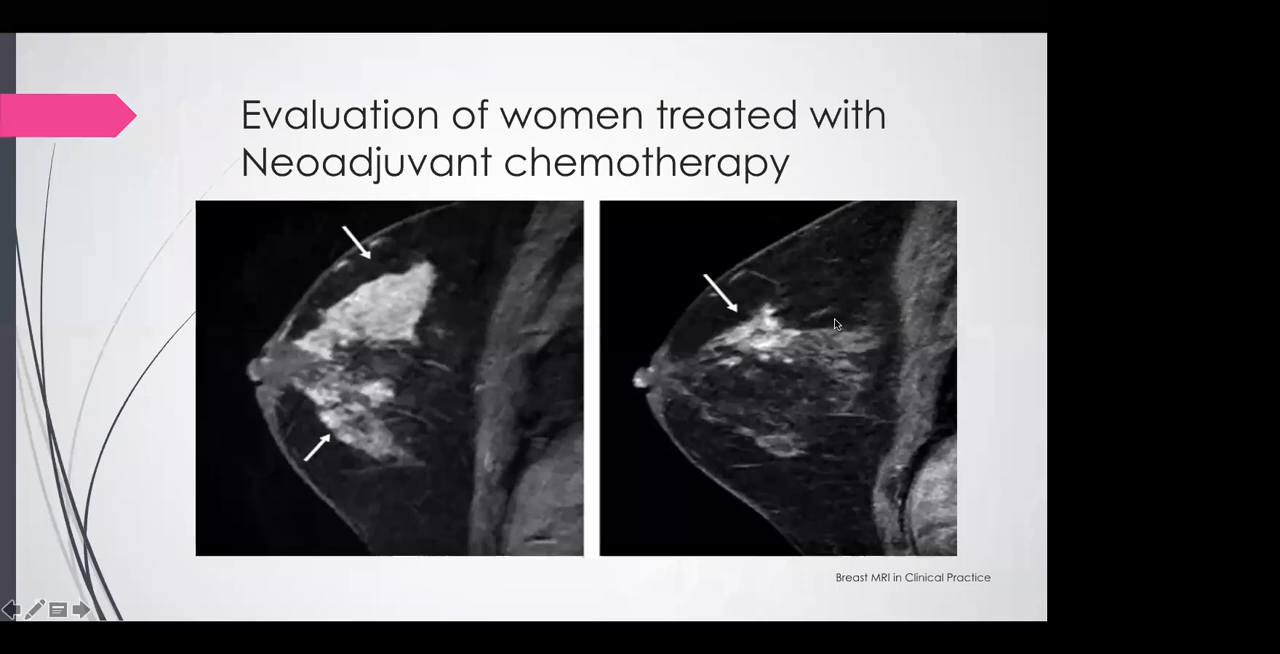 Evaluation of women treated with
Neoadjuvant chemotherapy
Breast MRI in Clinical Practice